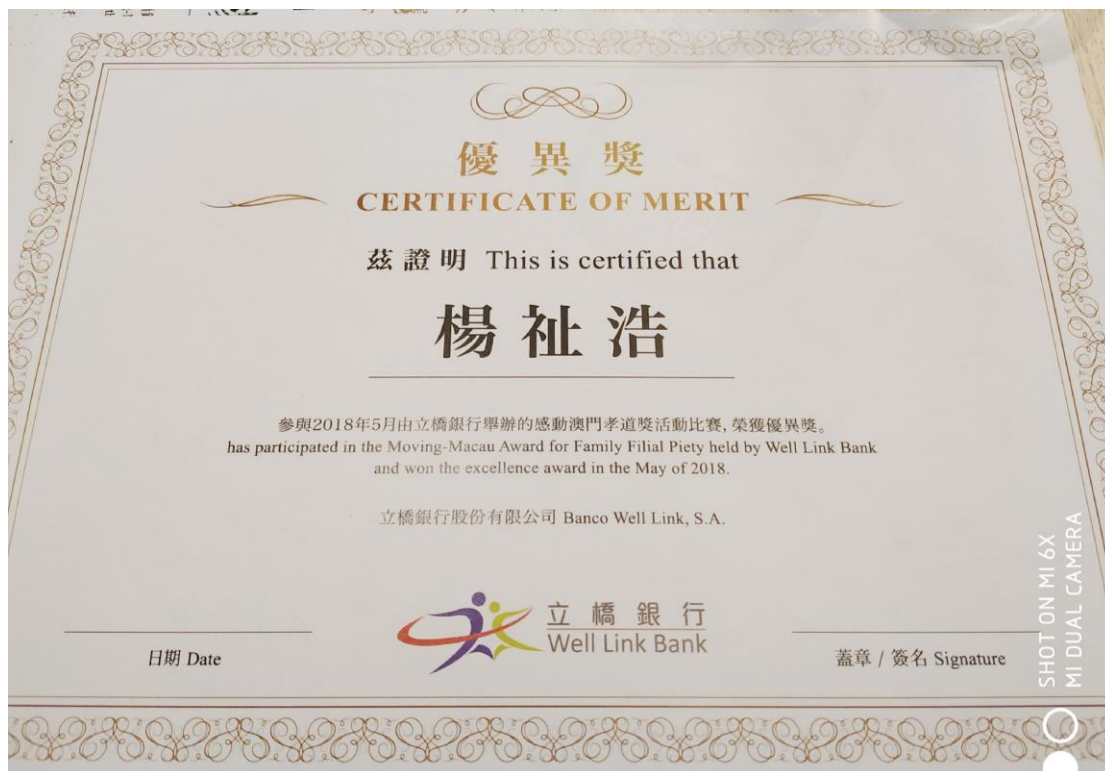 優異獎
CERTIFICATE OF MERIT
茲證明 This is certified that
楊祉浩
參與2018年5月由立橋銀行舉辦的感動澳門孝道獎活動比賽,榮獲優異獎。
has participated in the Moving-Macau Award for Family Filial Piety held by Well Link Bank
and won the excellence award in the May of 2018.
立橋銀行股份有限公司 Banco Well Link, S.A.
立橋銀行
Well Link Bank
日期 Date
蓋章 / 簽名 Signature
SHOT ON MI 6X
MI DUAL CAMERA